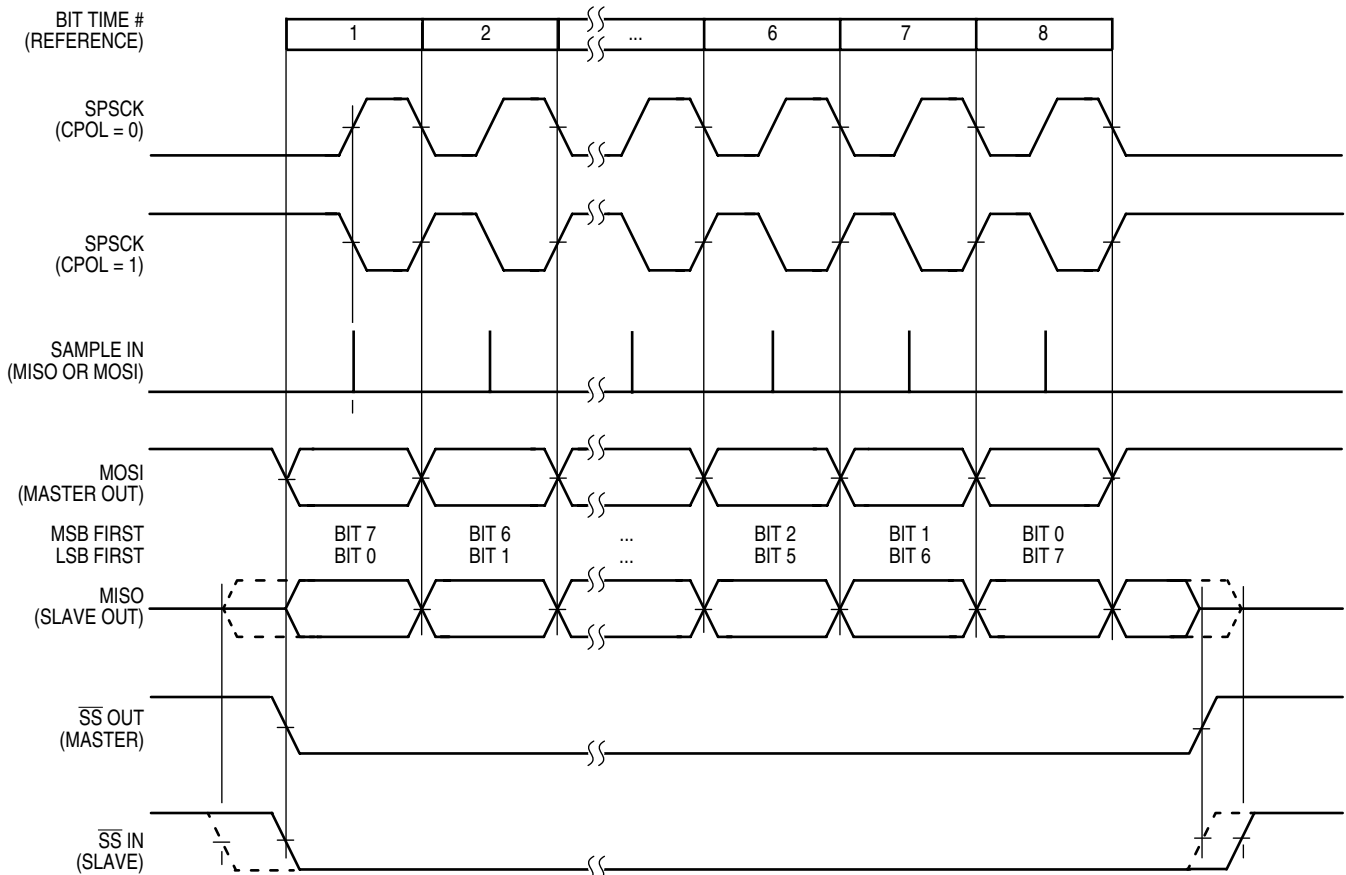 BIT TIME #
(REFERENCE)
1 2 ... 6 7 8
SPSCK
(CPOL = 0)
SPSCK
(CPOL = 1)
SAMPLE IN
(MISO OR MOSI)
MOSI
(MASTER OUT)
MSB FIRST BIT 7 BIT 6 ... BIT 2 BIT 1 BIT 0
LSB FIRST BIT 0 BIT 1 ... BIT 5 BIT 6 BIT 7
MISO
(SLAVE OUT)
S̅S̅ OUT
(MASTER)
S̅S̅ IN
(SLAVE)